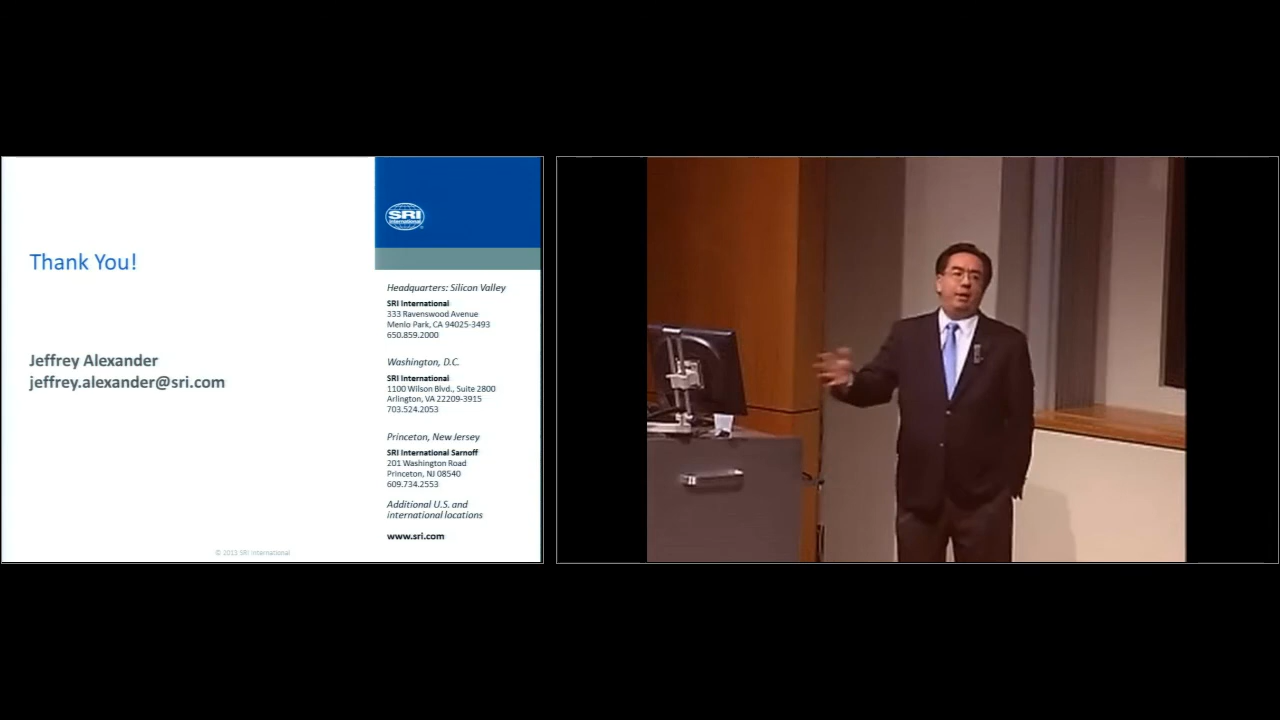 SRI
International
Thank You!
Jeffrey Alexander
jeffrey.alexander@sri.com
Headquarters: Silicon Valley
SRI International
333 Ravenswood Avenue
Menlo Park, CA 94025-3493
650.859.2000
Washington, D.C.
SRI International
1100 Wilson Blvd., Suite 2800
Arlington, VA 22209-3915
703.524.2053
Princeton, New Jersey
SRI International Sarnoff
201 Washington Road
Princeton, NJ 08540
609.734.2553
Additional U.S. and
international locations
www.sri.com
© 2013 SRI International